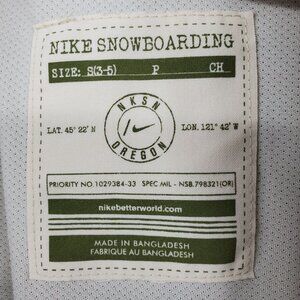 NIKE SNOWBOARDING
SIZE: S(3-5) P CH
NKSN
LAT. 45° 22' N LON. 121° 42' W
OREGON
PRIORITY NO.1029384-33 SPEC MIL - NSB.798321(OR)
nikebetterworld.com
MADE IN BANGLADESH
FABRIQUE AU BANGLADESH